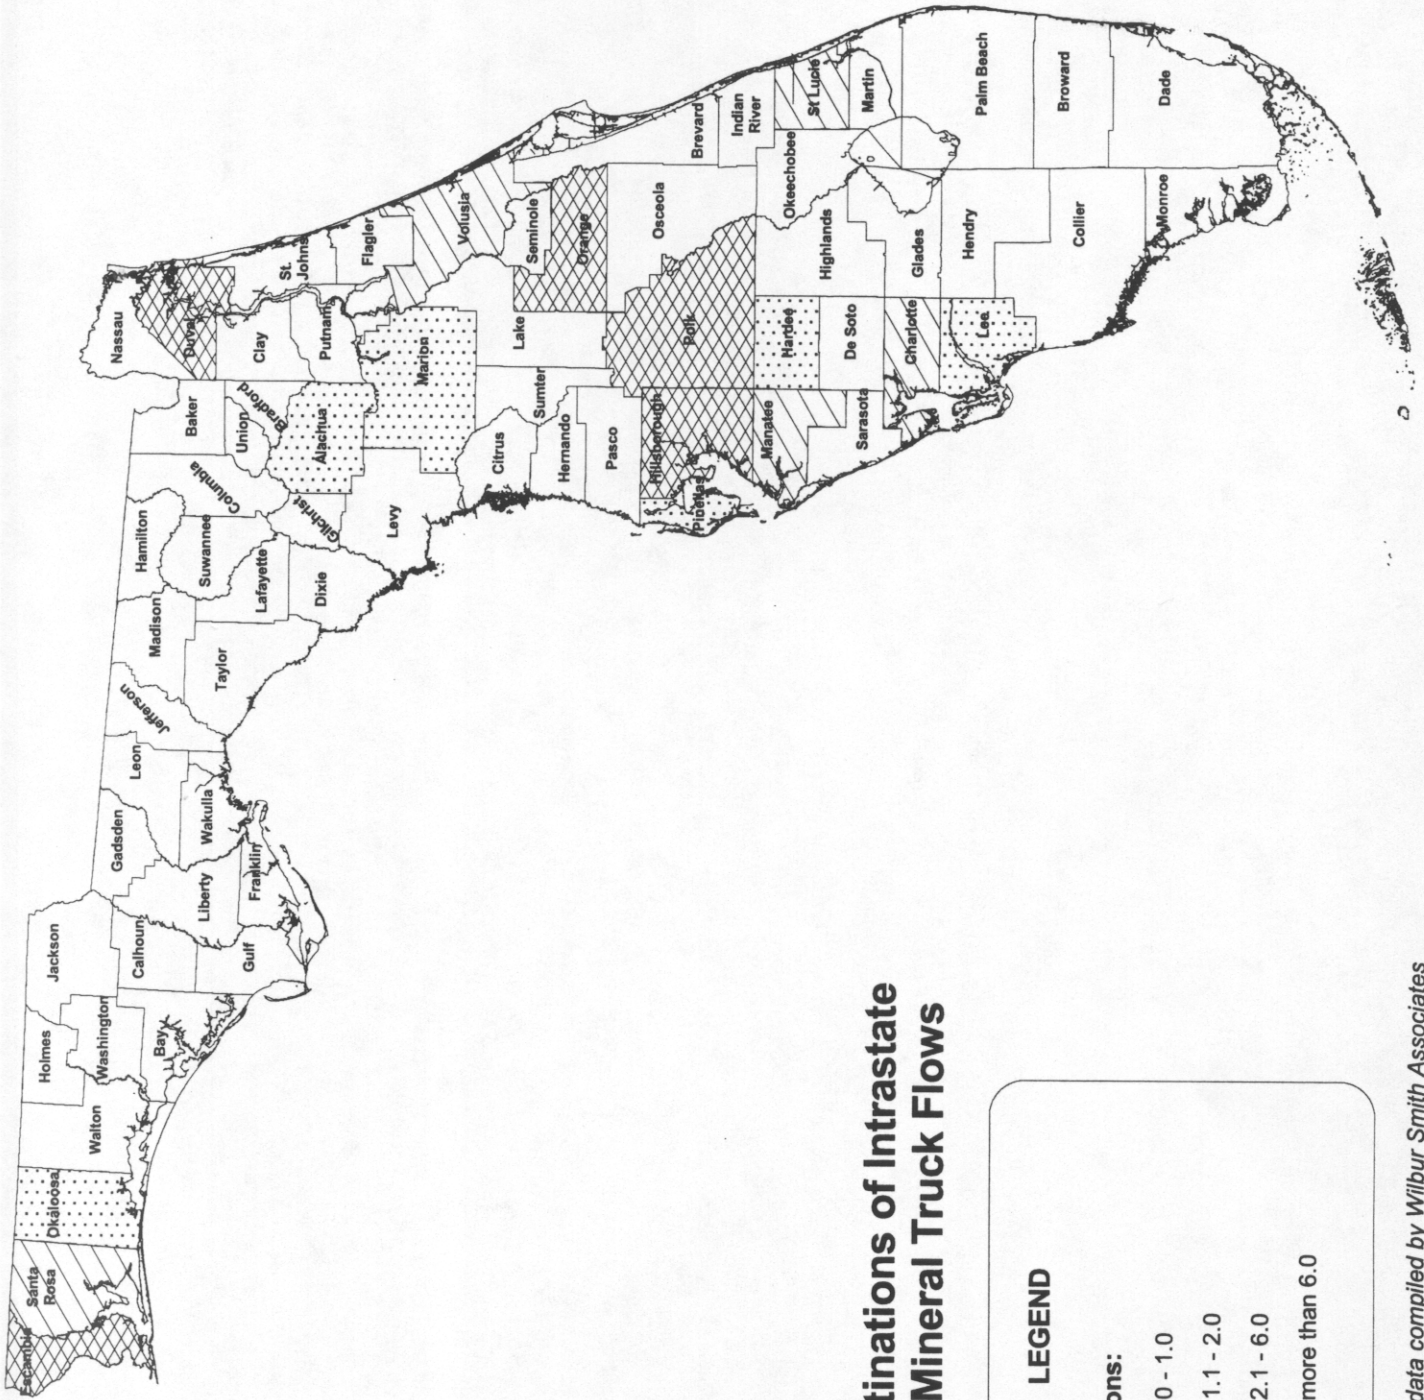 Escambia
Santa
Rosa
Okaloosa
Walton
Holmes
Washington
Bay
Jackson
Calhoun
Gulf
Liberty
Franklin
Gadsden
Wakulla
Leon
Jefferson
Madison
Taylor
Hamilton
Suwannee
Lafayette
Dixie
Columbia
Gilchrist
Levy
Baker
Union
Bradford
Alachua
Nassau
Duval
Clay
Putnam
St.
Johns
Flagler
Marion
Volusia
Citrus
Sumter
Lake
Hernando
Pasco
Seminole
Orange
Osceola
Brevard
Indian
River
Pinellas
Hillsborough
Polk
Manatee
Hardee
Highlands
Okeechobee
St Lucie
Sarasota
De Soto
Martin
Charlotte
Glades
Lee
Hendry
Palm Beach
Collier
Broward
Monroe
Dade
tinations of Intrastate
Mineral Truck Flows
LEGEND
ons:
0 - 1.0
1.1 - 2.0
2.1 - 6.0
more than 6.0
data compiled by Wilbur Smith Associates